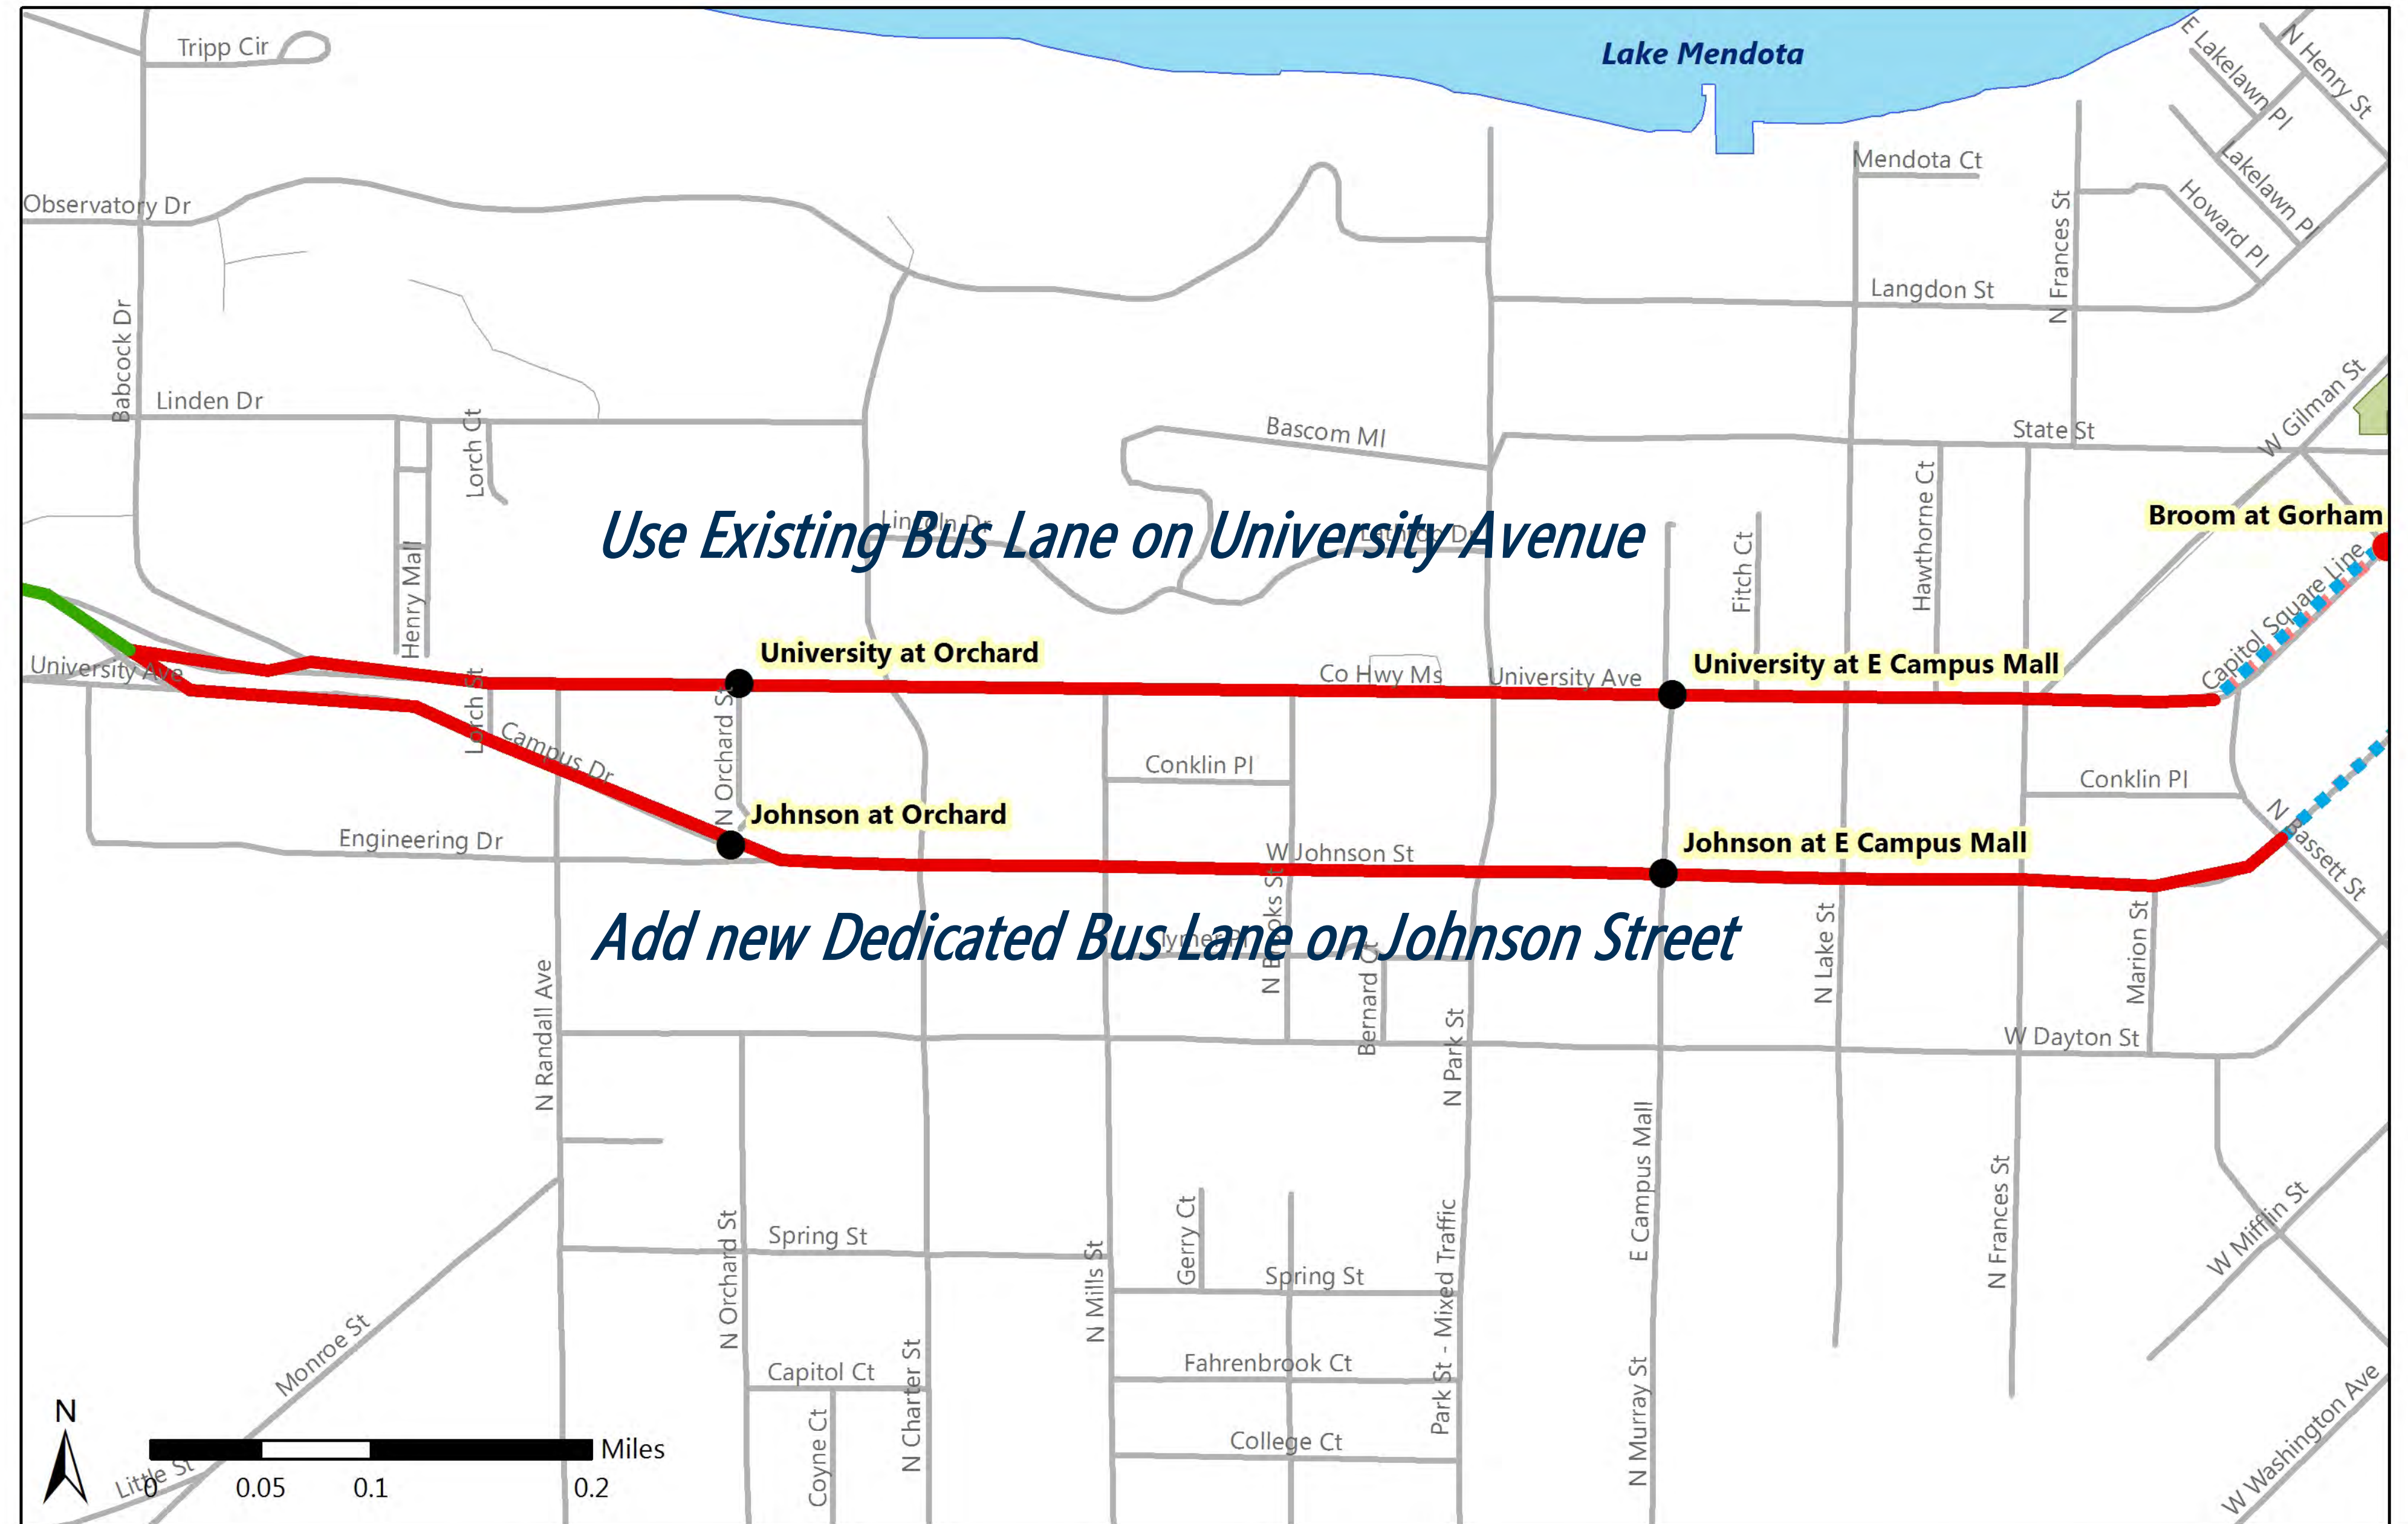 Tripp Cir
Lake Mendota
E Lakelawn Pl
N Henry St
Mendota Ct
Observatory Dr
Lakelawn Pl
Howard Pl
N Frances St
Langdon St
Babcock Dr
Linden Dr
Lorch Ct
Bascom Ml
State St
W Gilman St
Hawthorne Ct
Broom at Gorham
Lincoln Dr
Lathrop Dr
Use Existing Bus Lane on University Avenue
Fitch Ct
Henry Mall
Capitol Square Line
University Ave
University at Orchard
Co Hwy Ms
University Ave
University at E Campus Mall
Lorch St
Campus Dr
N Orchard St
Conklin Pl
Conklin Pl
Johnson at Orchard
Engineering Dr
W Johnson St
Johnson at E Campus Mall
N Bassett St
Add new Dedicated Bus Lane on Johnson Street
N Brooks St
Bernard Ct
N Lake St
Marion St
N Randall Ave
N Park St
W Dayton St
E Campus Mall
N Orchard St
Spring St
N Mills St
Gerry Ct
Spring St
Park St - Mixed Traffic
N Frances St
W Mifflin St
Monroe St
Capitol Ct
N Charter St
Fahrenbrook Ct
N Murray St
Coyne Ct
College Ct
W Washington Ave
N
Miles
Little St
0
0.05
0.1
0.2